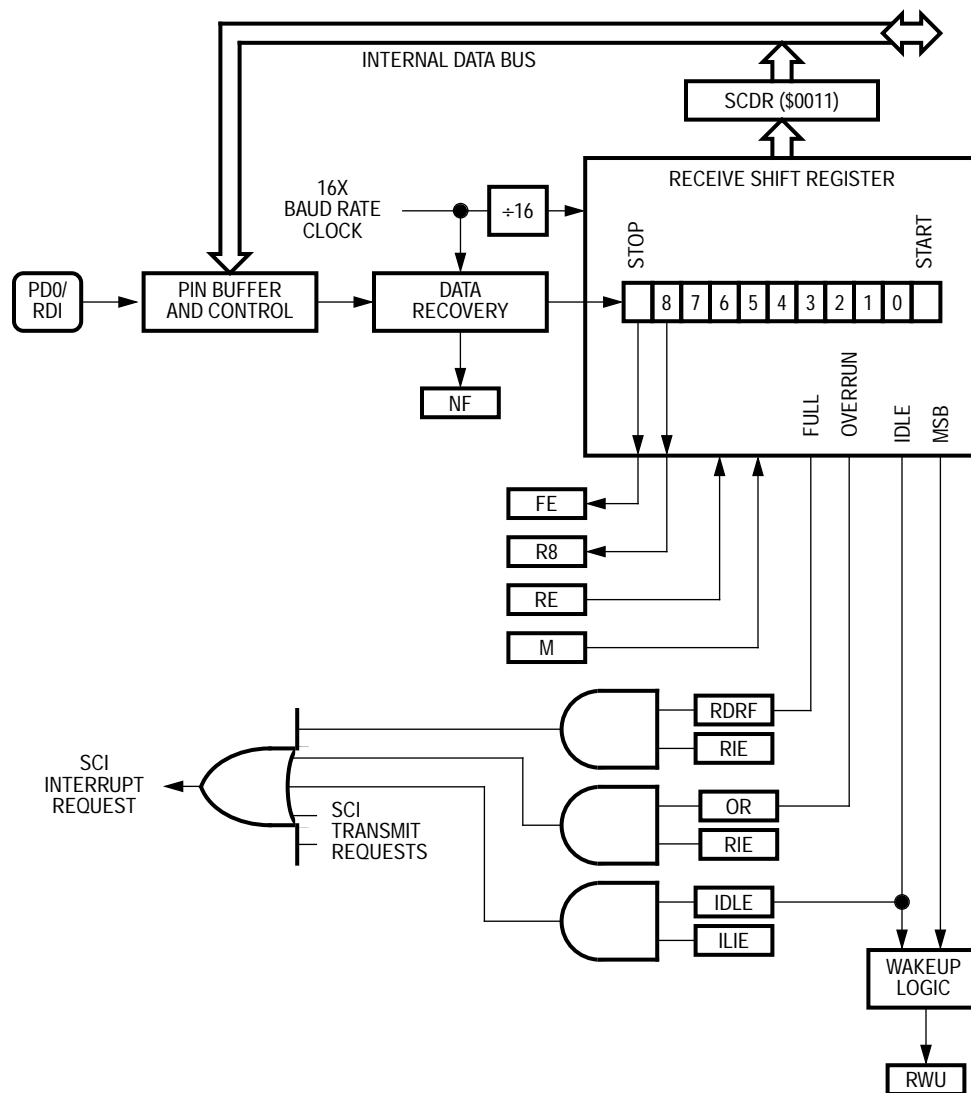 INTERNAL DATA BUS
SCDR ($0011)
RECEIVE SHIFT REGISTER
16X
BAUD RATE
CLOCK
÷16
STOP
START
PD0/
RDI
PIN BUFFER
AND CONTROL
DATA
RECOVERY
8 7 6 5 4 3 2 1 0
NF
FULL
OVERRUN
IDLE
MSB
FE
R8
RE
M
RDRF
RIE
SCI
INTERRUPT
REQUEST
OR
SCI
TRANSMIT
REQUESTS
RIE
IDLE
ILIE
WAKEUP
LOGIC
RWU